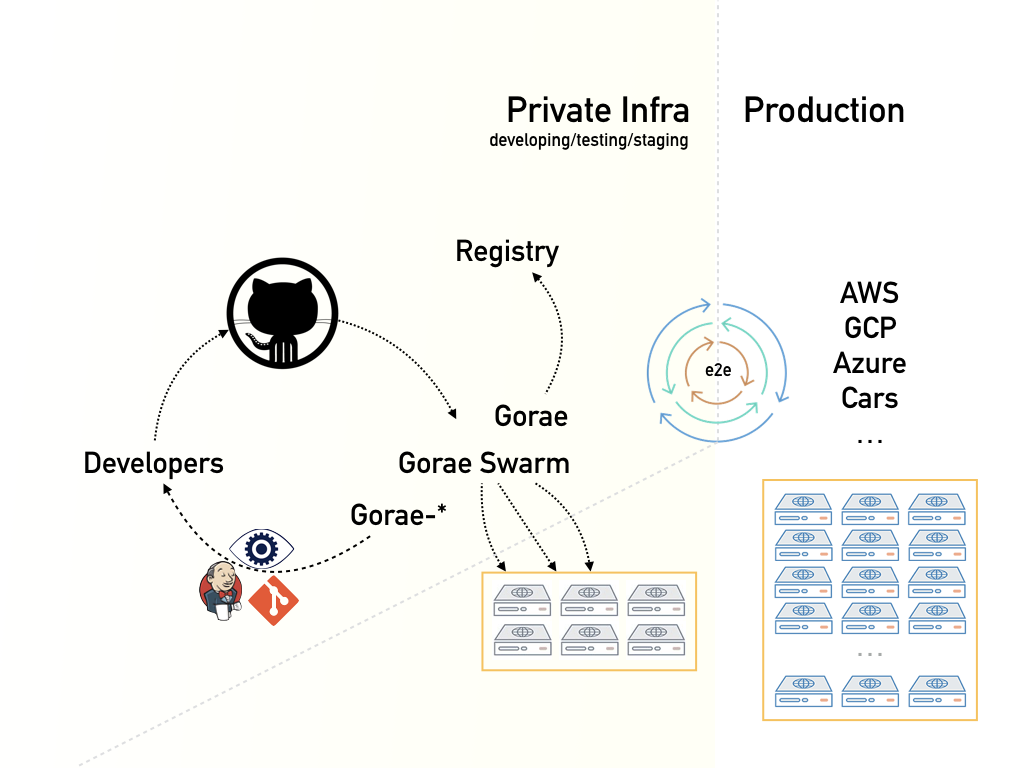 Private Infra
developing/testing/staging
Production
Registry
AWS
GCP
Azure
Cars
...
e2e
Gorae
Developers
Gorae Swarm
Gorae-*
...